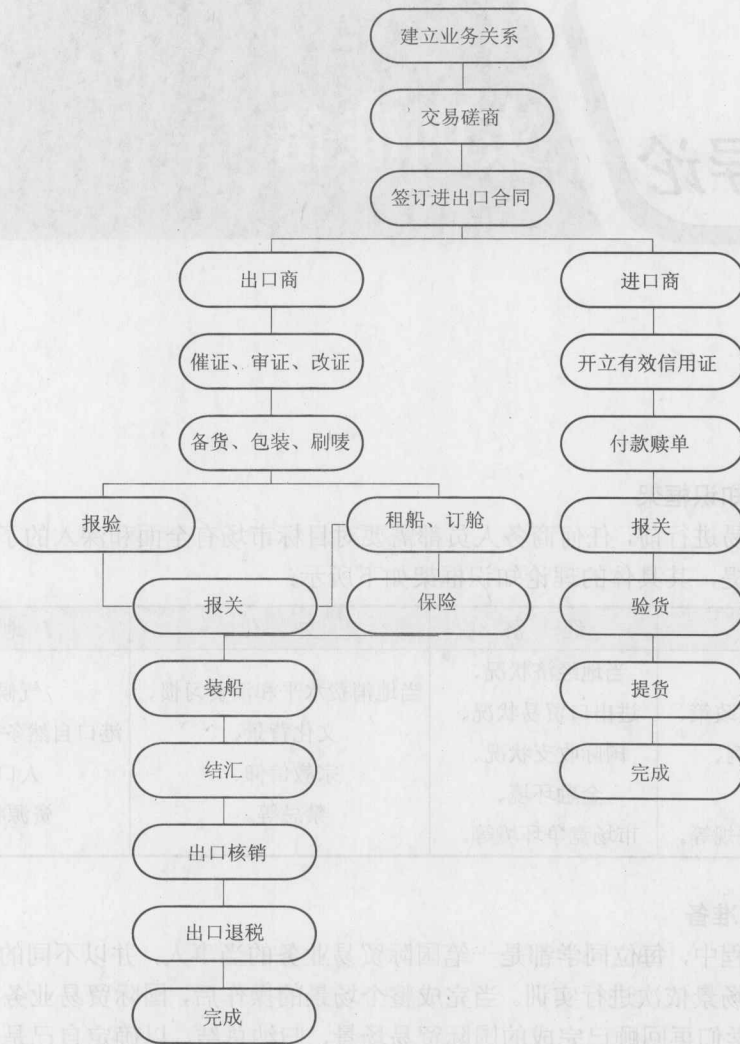 建立业务关系
交易磋商
签订进出口合同
出口商
进口商
催证、审证、改证
开立有效信用证
备货、包装、刷唛
付款赎单
报验
租船、订舱
报关
报关
保险
验货
装船
提货
结汇
完成
出口核销
出口退税
完成